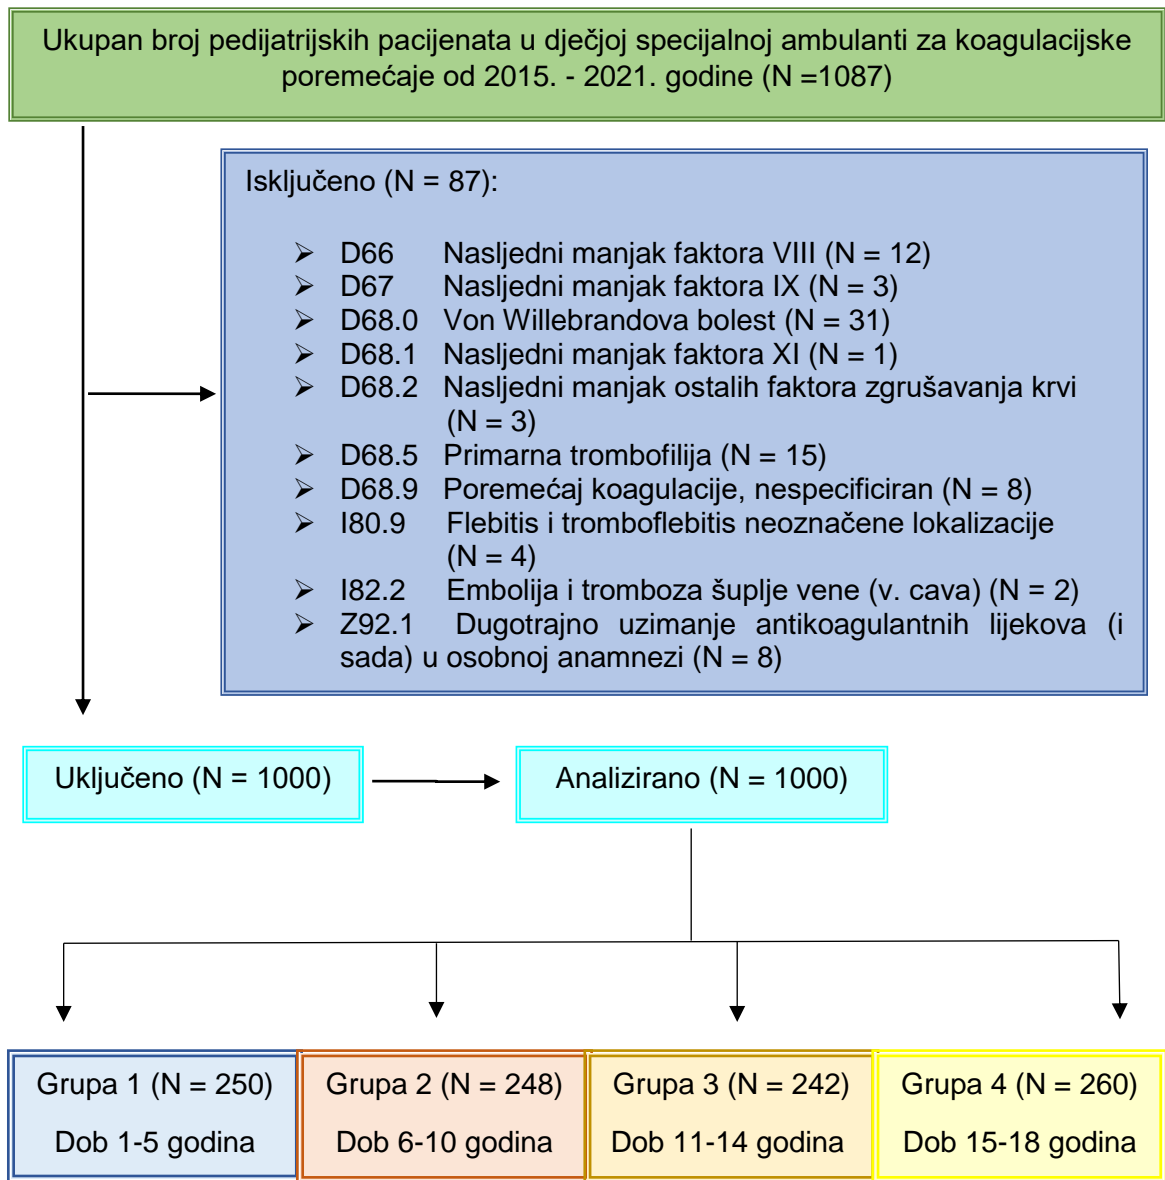 Ukupan broj pedijatrijskih pacijenata u dječjoj specijalnoj ambulanti za koagulacijske
poremećaje od 2015. - 2021. godine (N =1087)
Isključeno (N = 87):
➢ D66 Nasljedni manjak faktora VIII (N = 12)
➢ D67 Nasljedni manjak faktora IX (N = 3)
➢ D68.0 Von Willebrandova bolest (N = 31)
➢ D68.1 Nasljedni manjak faktora XI (N = 1)
➢ D68.2 Nasljedni manjak ostalih faktora zgrušavanja krvi
(N = 3)
➢ D68.5 Primarna trombofilija (N = 15)
➢ D68.9 Poremećaj koagulacije, nespecificiran (N = 8)
➢ I80.9 Flebitis i tromboflebitis neoznačene lokalizacije
(N = 4)
➢ I82.2 Embolija i tromboza šuplje vene (v. cava) (N = 2)
➢ Z92.1 Dugotrajno uzimanje antikoagulantnih lijekova (i
sada) u osobnoj anamnezi (N = 8)
Uključeno (N = 1000)
Analizirano (N = 1000)
Grupa 1 (N = 250)
Dob 1-5 godina
Grupa 2 (N = 248)
Dob 6-10 godina
Grupa 3 (N = 242)
Dob 11-14 godina
Grupa 4 (N = 260)
Dob 15-18 godina